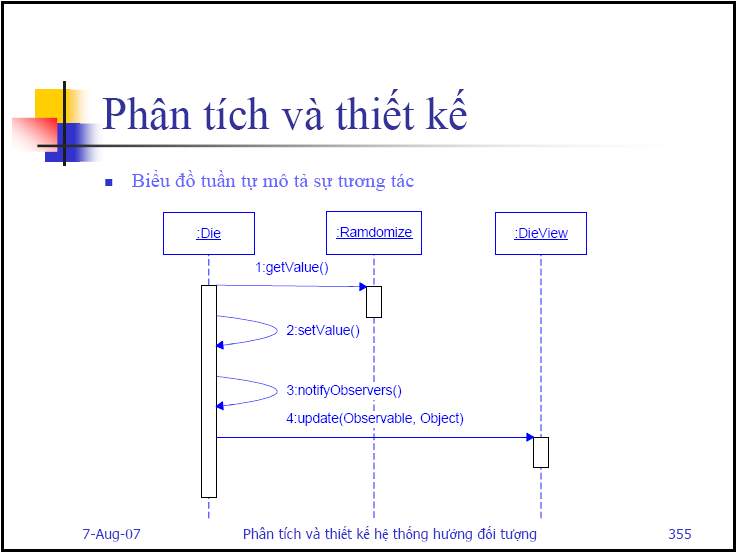 Phân tích và thiết kế
Biểu đồ tuần tự mô tả sự tương tác
:Die
:Ramdomize
:DieView
1:getValue()
2:setValue()
3:notifyObservers()
4:update(Observable, Object)
7-Aug-07
Phân tích và thiết kế hệ thống hướng đối tượng
355